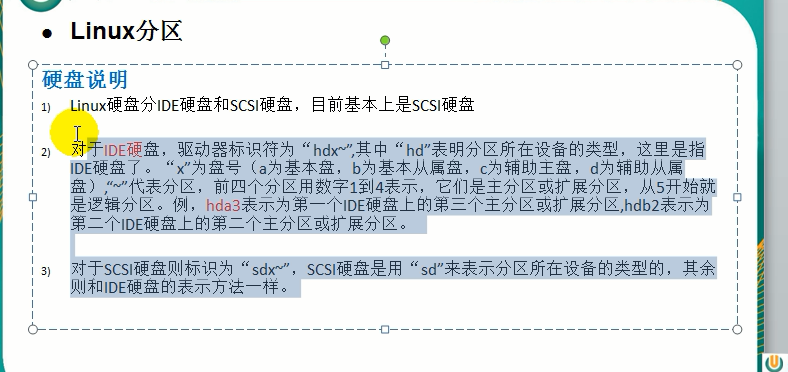 ● Linux分区
硬盘说明
1) Linux硬盘分IDE硬盘和SCSI硬盘，目前基本上是SCSI硬盘
2) 对于IDE硬盘，驱动器标识符为“hdx~”,其中“hd”表明分区所在设备的类型，这里是指
IDE硬盘了。“x”为盘号（a为基本盘，b为基本从属盘，c为辅助主盘，d为辅助从属
盘）,“~”代表分区，前四个分区用数字1到4表示，它们是主分区或扩展分区，从5开始就
是逻辑分区。例，hda3表示为第一个IDE硬盘上的第三个主分区或扩展分区,hdb2表示为
第二个IDE硬盘上的第二个主分区或扩展分区。
3) 对于SCSI硬盘则标识为“sdx~”，SCSI硬盘是用“sd”来表示分区所在设备的类型的，其余
则和IDE硬盘的表示方法一样。